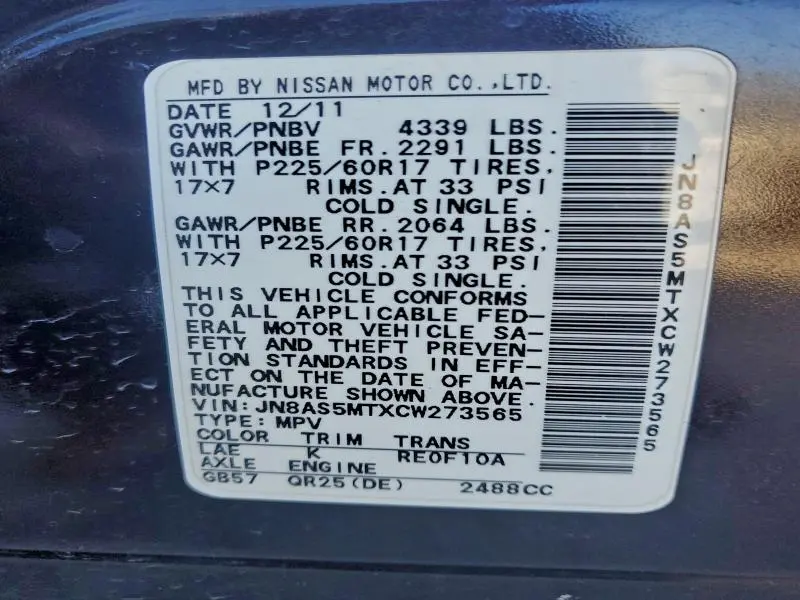 MFD BY NISSAN MOTOR CO.,LTD.
DATE 12/11
GVWR/PNBV 4339 LBS.
GAWR/PNBE FR.2291 LBS.
WITH P225/60R17 TIRES,
17×7 RIMS.AT 33 PSI
COLD SINGLE.
GAWR/PNBE RR.2064 LBS.
WITH P225/60R17 TIRES,
17×7 RIMS.AT 33 PSI
COLD SINGLE.
THIS VEHICLE CONFORMS
TO ALL APPLICABLE FED-
ERAL MOTOR VEHICLE SA-
FETY AND THEFT PREVEN-
TION STANDARDS IN EFF-
ECT ON THE DATE OF MA-
NUFACTURE SHOWN ABOVE.
VIN:JN8AS5MTXCW273565
TYPE:MPV
COLOR TRIM TRANS
LAE K RE0F10A
AXLE ENGINE
GB57 QR25(DE) 2488CC
JN8AS5MTXCW273565